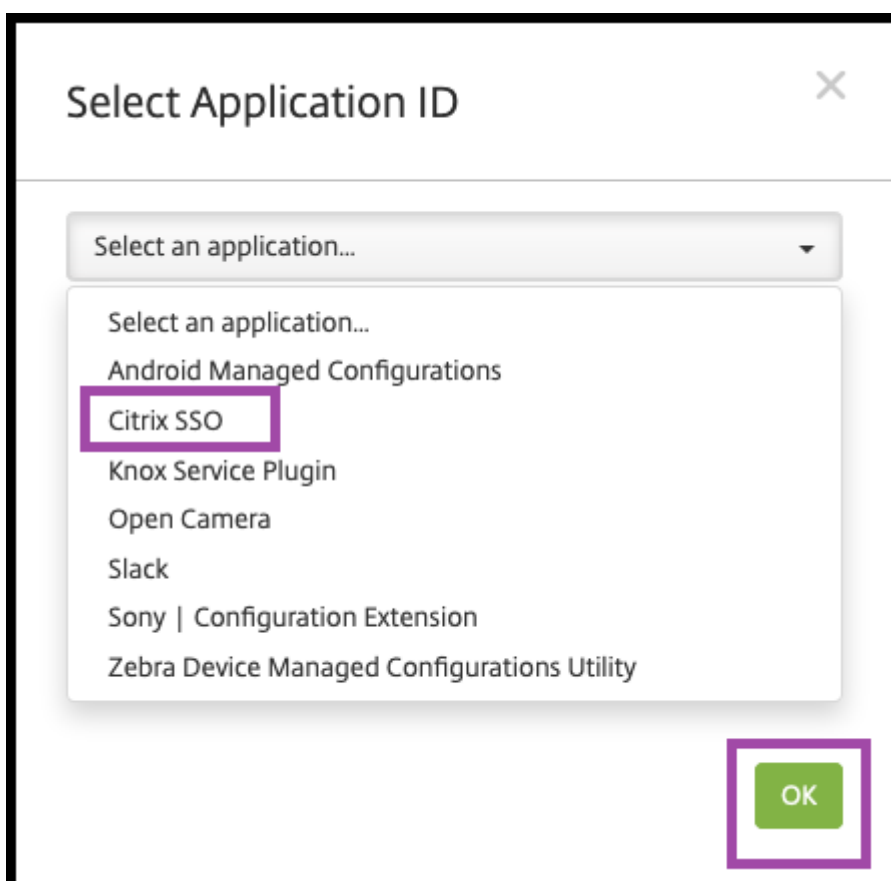 Select Application ID
Select an application...
Select an application...
Android Managed Configurations
Citrix SSO
Knox Service Plugin
Open Camera
Slack
Sony | Configuration Extension
Zebra Device Managed Configurations Utility
OK